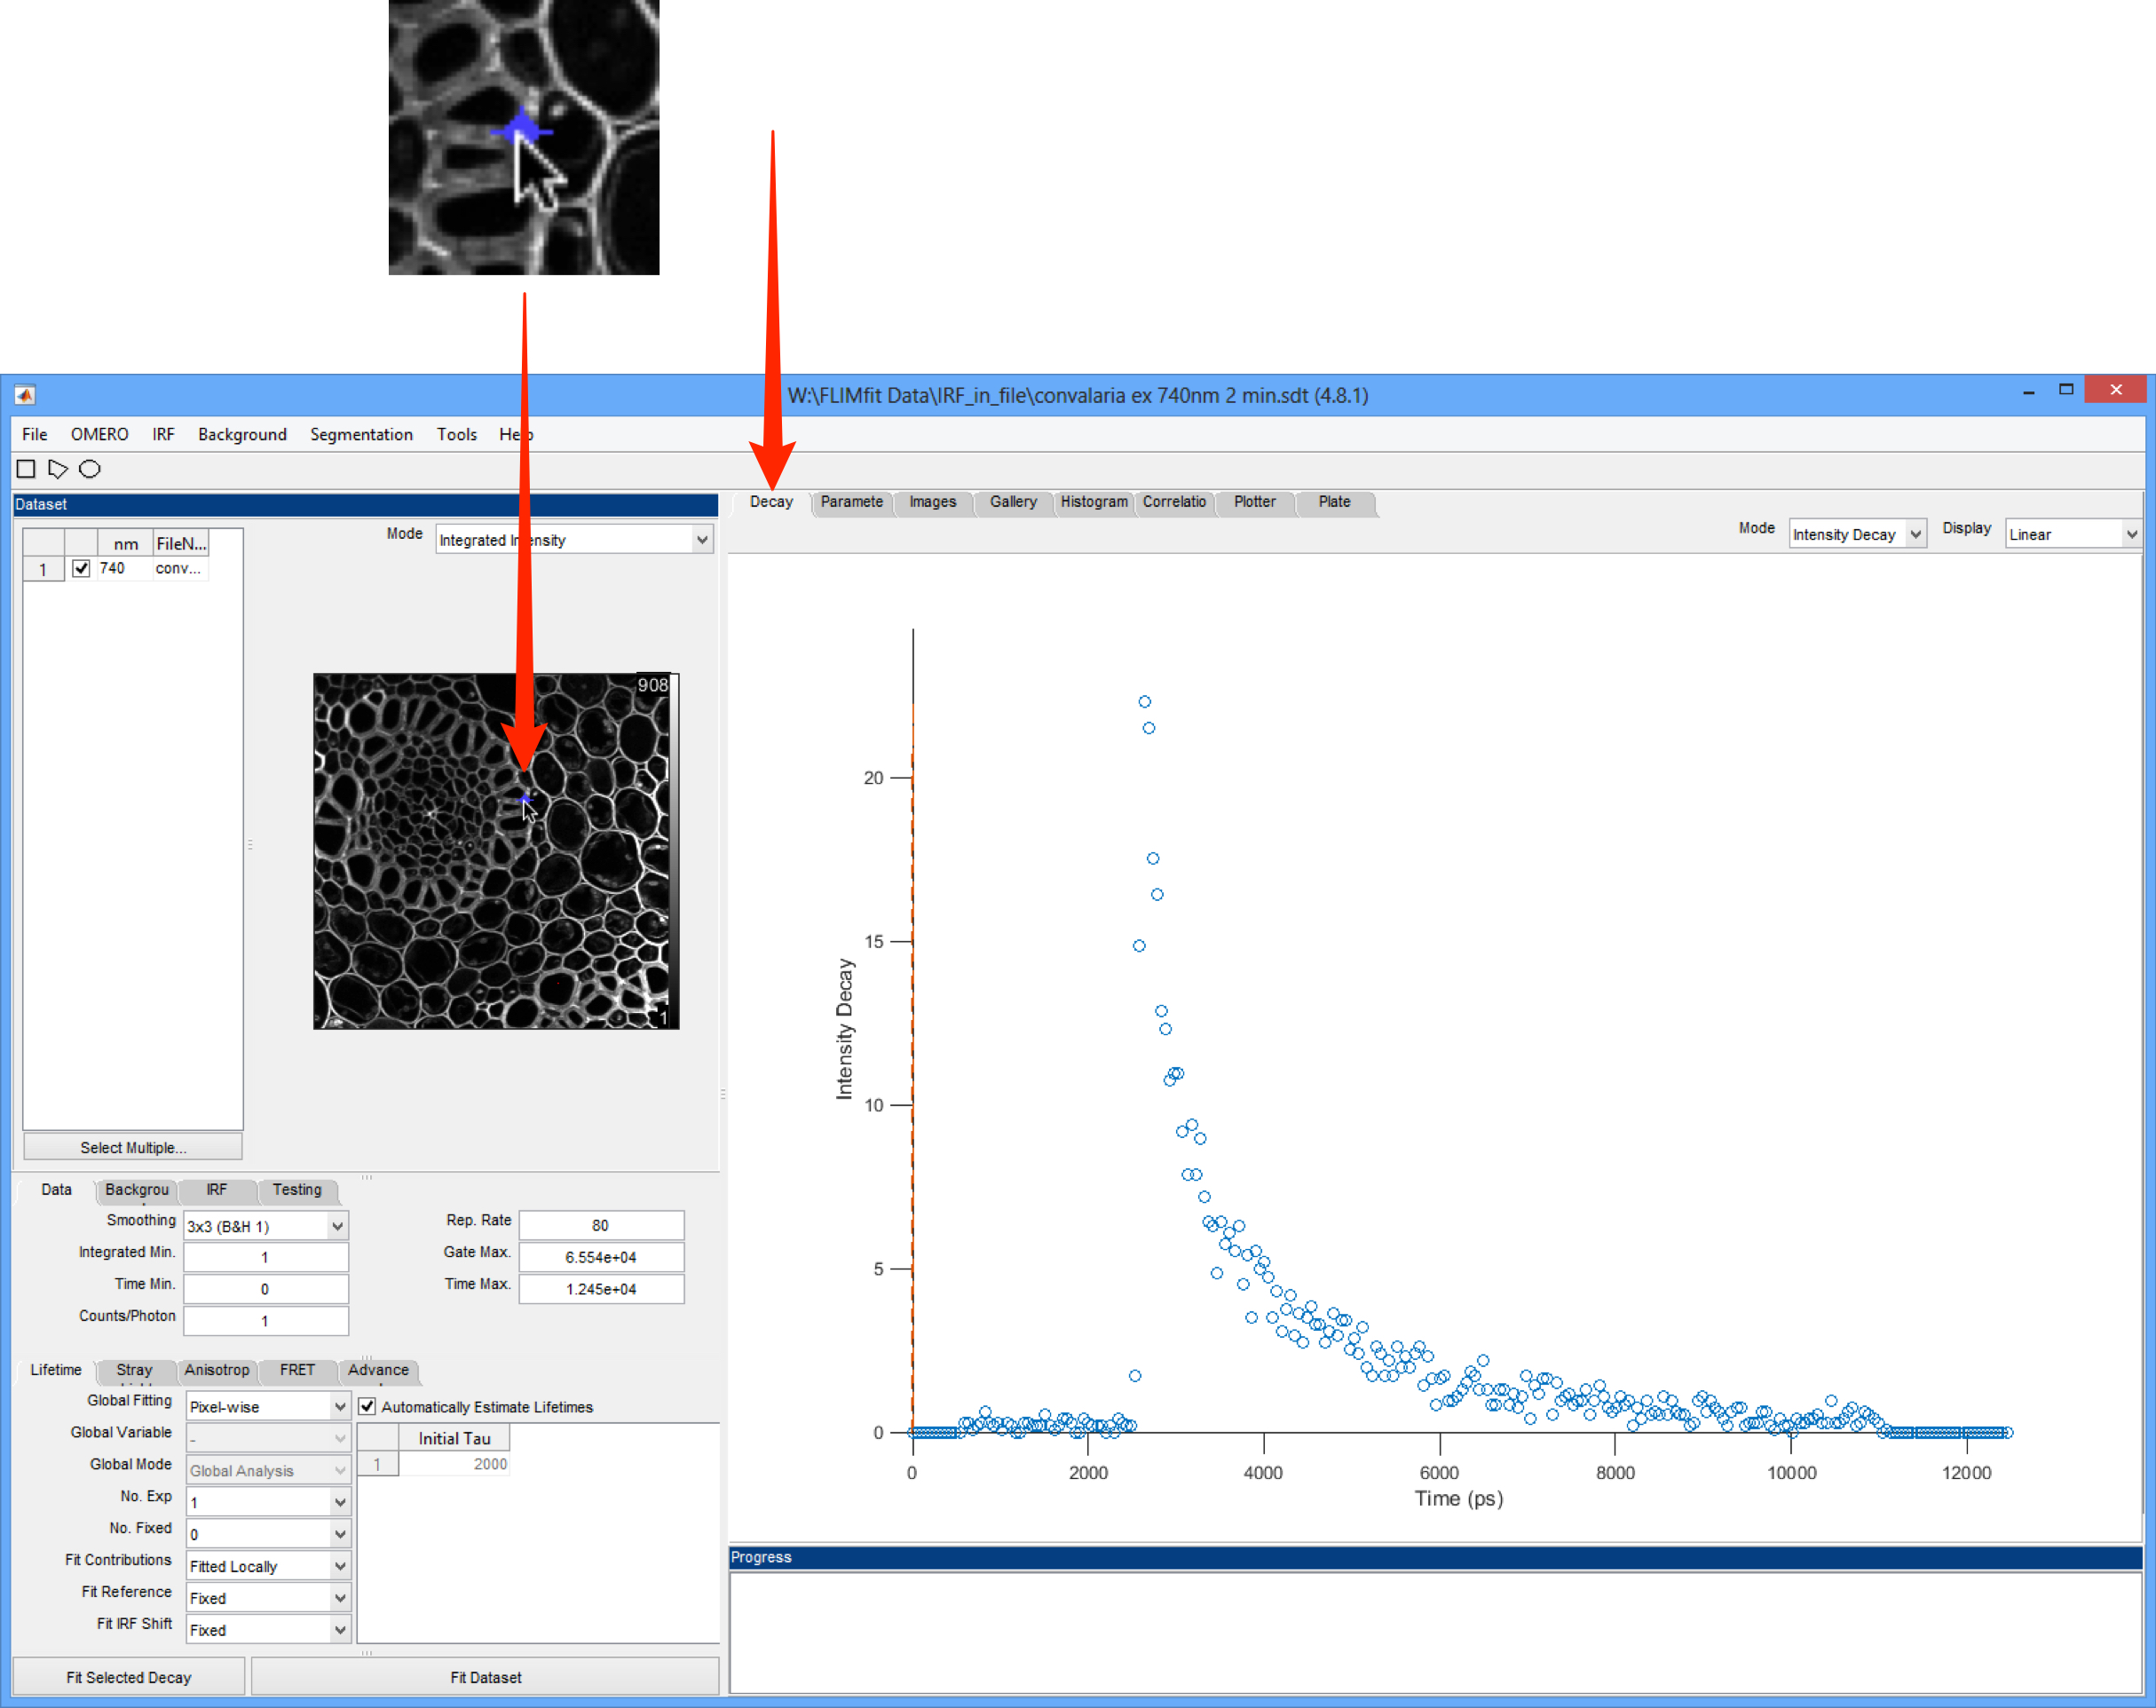 W:\FLIMfit Data\IRF_in_file\convalaria ex 740nm 2 min.sdt (4.8.1)
File OMERO IRF Background Segmentation Tools Help
Dataset
nm FileN...
1 740 conv...
Mode Integrated Intensity
908
1
Select Multiple...
Decay Paramete Images Gallery Histogram Correlatio Plotter Plate
Mode Intensity Decay Display Linear
Intensity Decay
20
15
10
5
0
0 2000 4000 6000 8000 10000 12000
Time (ps)
Data Backgrou IRF Testing
Smoothing 3x3 (B&H 1) Rep. Rate 80
Integrated Min. 1 Gate Max. 6.554e+04
Time Min. 0 Time Max. 1.245e+04
Counts/Photon 1
Lifetime Stray Anisotrop FRET Advance
Global Fitting Pixel-wise Automatically Estimate Lifetimes
Global Variable -
Initial Tau
1 2000
Global Mode Global Analysis
No. Exp 1
No. Fixed 0
Fit Contributions Fitted Locally
Fit Reference Fixed
Fit IRF Shift Fixed
Fit Selected Decay Fit Dataset
Progress